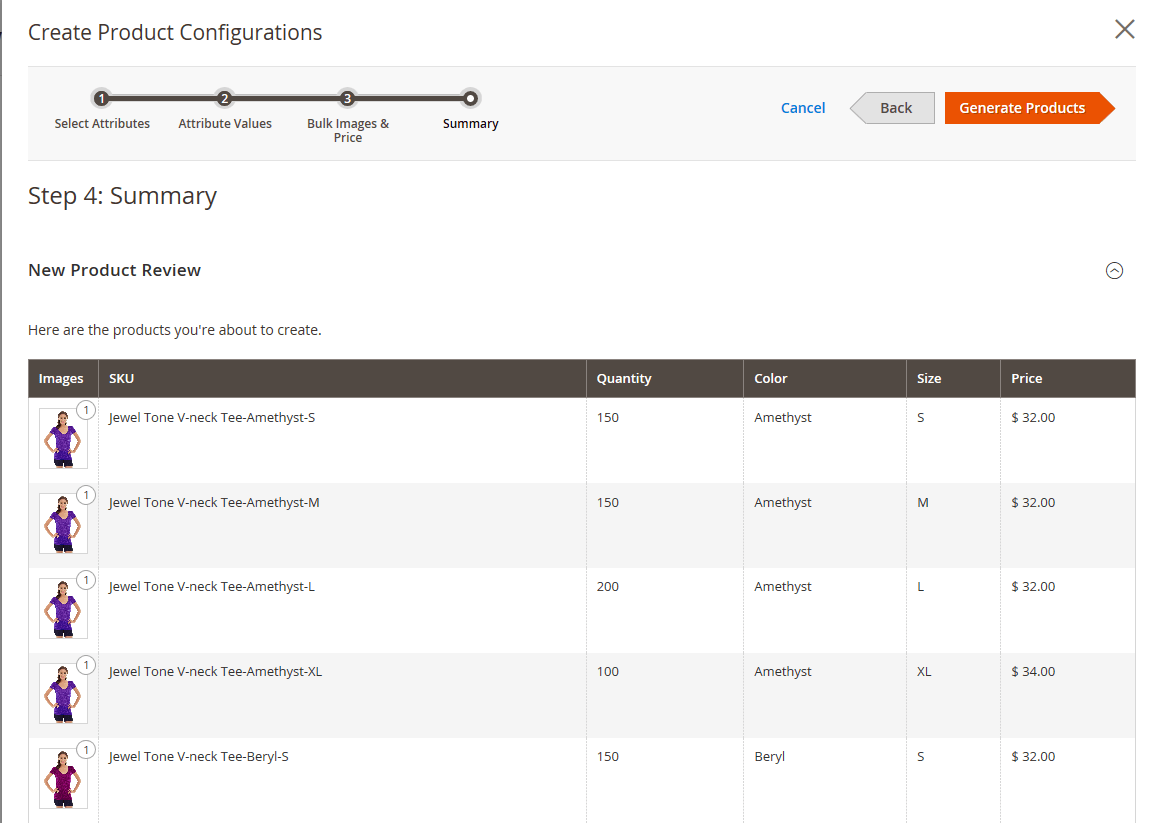 Create Product Configurations
1 2 3
Select Attributes Attribute Values Bulk Images & Price Summary
Cancel Back Generate Products
Step 4: Summary
New Product Review
Here are the products you're about to create.
Images SKU Quantity Color Size Price
1 Jewel Tone V-neck Tee-Amethyst-S 150 Amethyst S $ 32.00
1 Jewel Tone V-neck Tee-Amethyst-M 150 Amethyst M $ 32.00
1 Jewel Tone V-neck Tee-Amethyst-L 200 Amethyst L $ 32.00
1 Jewel Tone V-neck Tee-Amethyst-XL 100 Amethyst XL $ 34.00
1 Jewel Tone V-neck Tee-Beryl-S 150 Beryl S $ 32.00